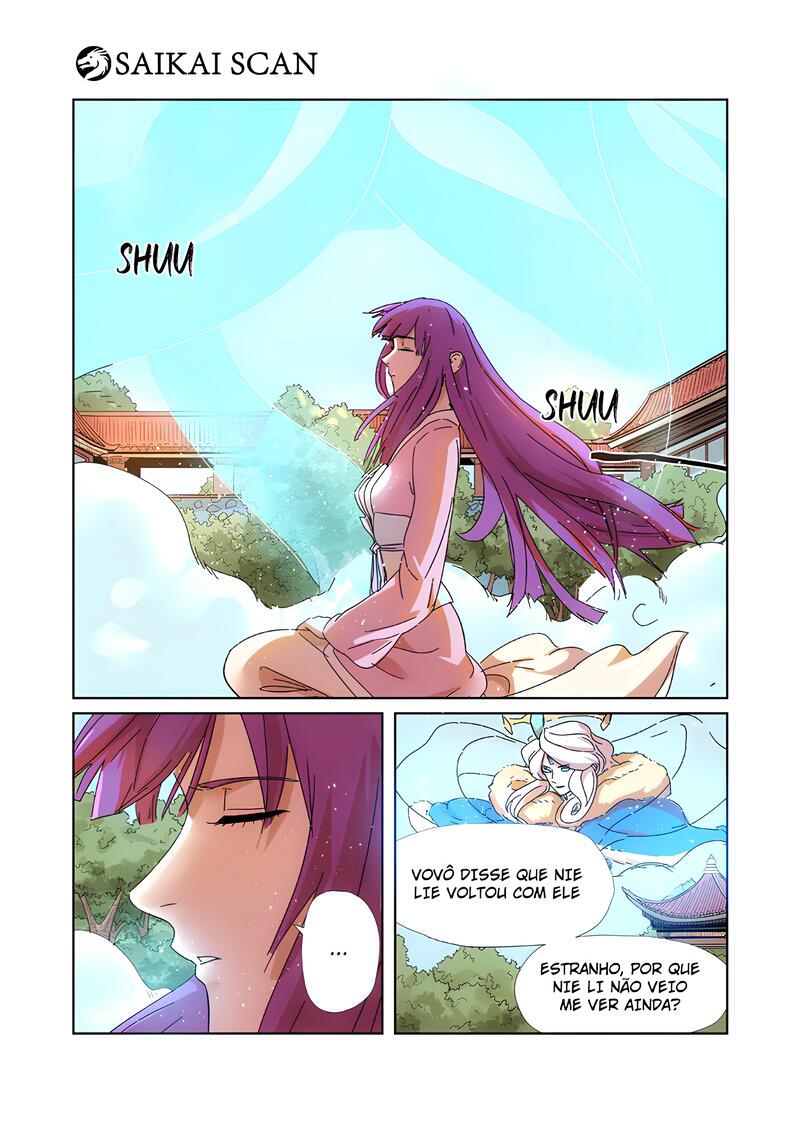 SAIKAI SCAN
SHUU
SHUU
...
VOVÔ DISSE QUE NIE
LIE VOLTOU COM ELE
ESTRANHO, POR QUE
NIE LI NÃO VEIO
ME VER AINDA?